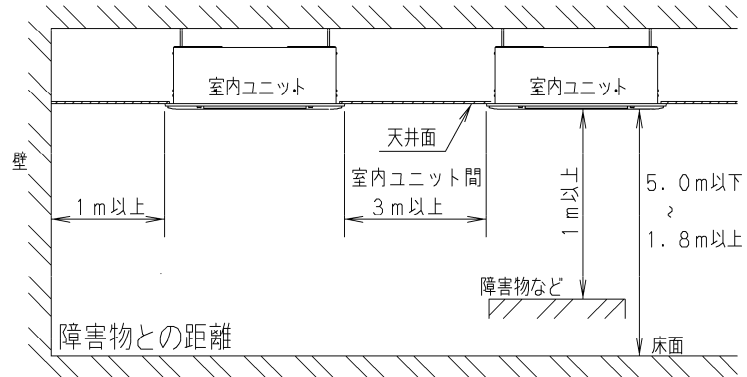 室内ユニット
室内ユニット
天井面
壁
室内ユニット間
1m以上
3m以上
1m以上
5.0m以下
~
1.8m以上
障害物など
障害物との距離
床面